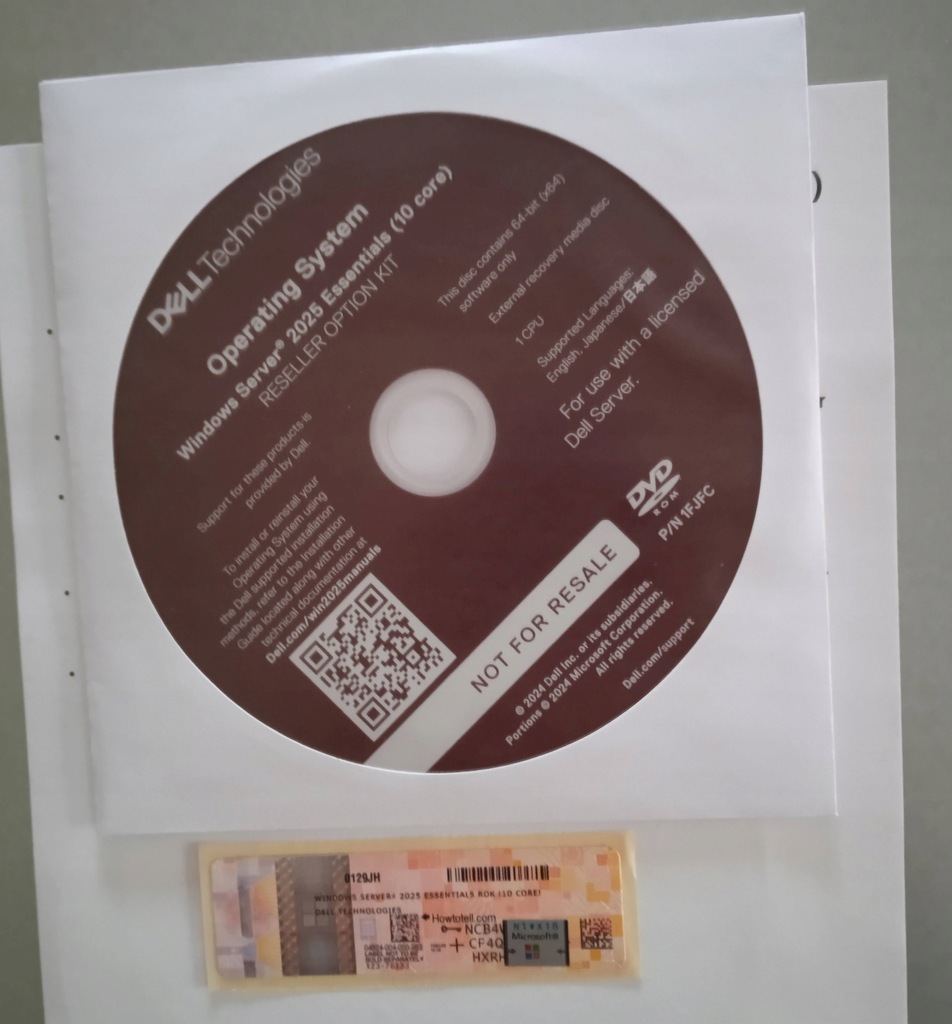 DELL Technologies
Operating System
Windows Server® 2025 Essentials (10 core)
RESELLER OPTION KIT
This disc contains 64-bit (x64)
software only
External recovery media disc
1 CPU
Supported Languages:
English, Japanese/日本語
For use with a licensed
Dell Server.
Support for these products is
provided by Dell.
To install or reinstall your
Operating System using
the Dell supported installation
methods, refer to the Installation
Guide located along with other
technical documentation at
Dell.com/win2025manuals
DVD
ROM
P/N 1FJFC
NOT FOR RESALE
© 2024 Dell Inc. or its subsidiaries.
Portions © 2024 Microsoft Corporation.
All rights reserved.
Dell.com/support
)
r
0129JH
WINDOWS SERVER® 2025 ESSENTIALS ROK (10 CORE)
DELL TECHNOLOGIES
Howtotell.com
NCB4
CF4Q
HXRH
LABEL NOT TO BE
SOLD SEPARATELY
Microsoft®